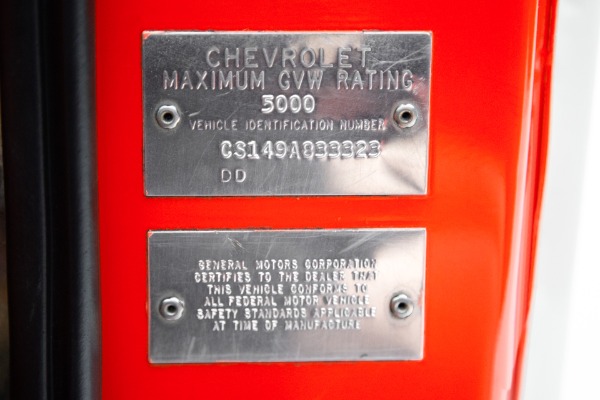 CHEVROLET
MAXIMUM GVW RATING
5000
VEHICLE IDENTIFICATION NUMBER
CS149A833323
DD
GENERAL MOTORS CORPORATION
CERTIFIES TO THE DEALER THAT
THIS VEHICLE CONFORMS TO
ALL FEDERAL MOTOR VEHICLE
SAFETY STANDARDS APPLICABLE
AT TIME OF MANUFACTURE